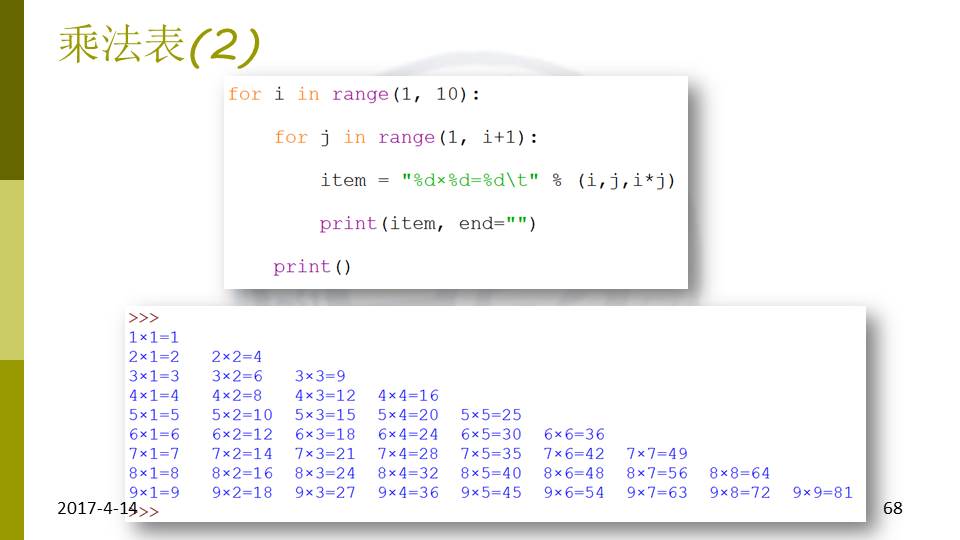 乘法表(2)
for i in range(1, 10):
    for j in range(1, i+1):
        item = "%d×%d=%d\t" % (i,j,i*j)
        print(item, end="")
    print()
>>>
1×1=1
2×1=2	2×2=4
3×1=3	3×2=6	3×3=9
4×1=4	4×2=8	4×3=12	4×4=16
5×1=5	5×2=10	5×3=15	5×4=20	5×5=25
6×1=6	6×2=12	6×3=18	6×4=24	6×5=30	6×6=36
7×1=7	7×2=14	7×3=21	7×4=28	7×5=35	7×6=42	7×7=49
8×1=8	8×2=16	8×3=24	8×4=32	8×5=40	8×6=48	8×7=56	8×8=64
9×1=9	9×2=18	9×3=27	9×4=36	9×5=45	9×6=54	9×7=63	9×8=72	9×9=81
>>>
2017-4-14
68